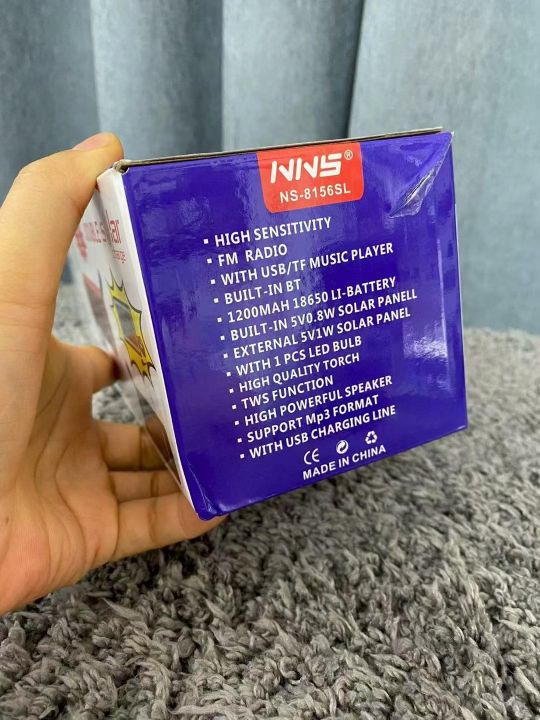 NNS®
NS-8156SL
▪ HIGH SENSITIVITY
▪ FM RADIO
▪ WITH USB/TF MUSIC PLAYER
▪ BUILT-IN BT
▪ 1200MAH 18650 LI-BATTERY
▪ BUILT-IN 5V0.8W SOLAR PANELL
▪ EXTERNAL 5V1W SOLAR PANEL
▪ WITH 1 PCS LED BULB
▪ HIGH QUALITY TORCH
▪ TWS FUNCTION
▪ HIGH POWERFUL SPEAKER
▪ SUPPORT Mp3 FORMAT
▪ WITH USB CHARGING LINE
CE
MADE IN CHINA